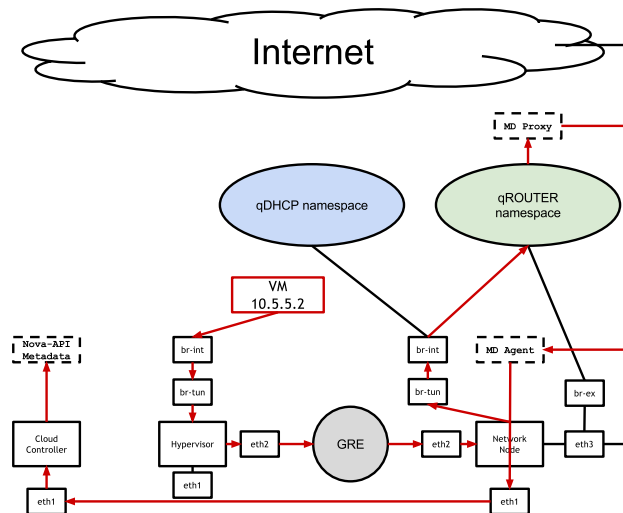 Internet
MD Proxy
qDHCP namespace
qROUTER
namespace
VM
10.5.5.2
Nova-API
Metadata
br-int
br-int
MD Agent
br-tun
br-tun
br-ex
Cloud
Controller
Hypervisor
eth2
GRE
eth2
Network
Node
eth3
eth1
eth1
eth1